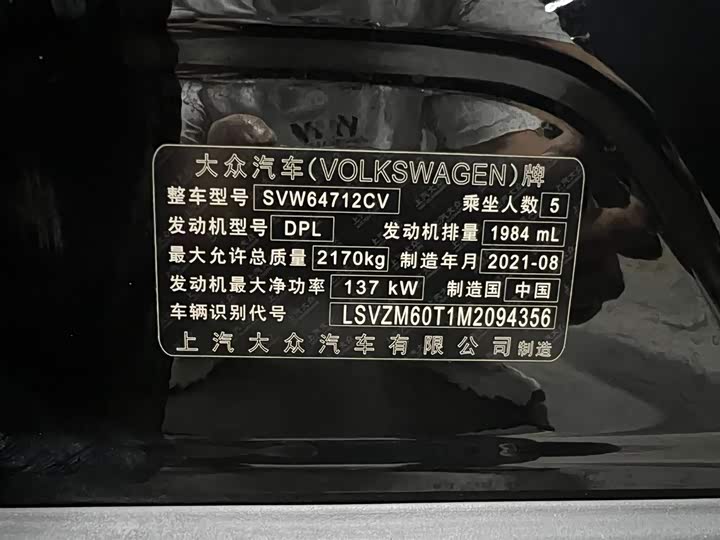 大众汽车(VOLKSWAGEN)牌
整车型号 SVW64712CV 乘坐人数 5
发动机型号 DPL 发动机排量 1984 mL
最大允许总质量 2170kg 制造年月 2021-08
发动机最大净功率 137 kW 制造国 中国
车辆识别代号 LSVZM60T1M2094356
上汽大众汽车有限公司制造